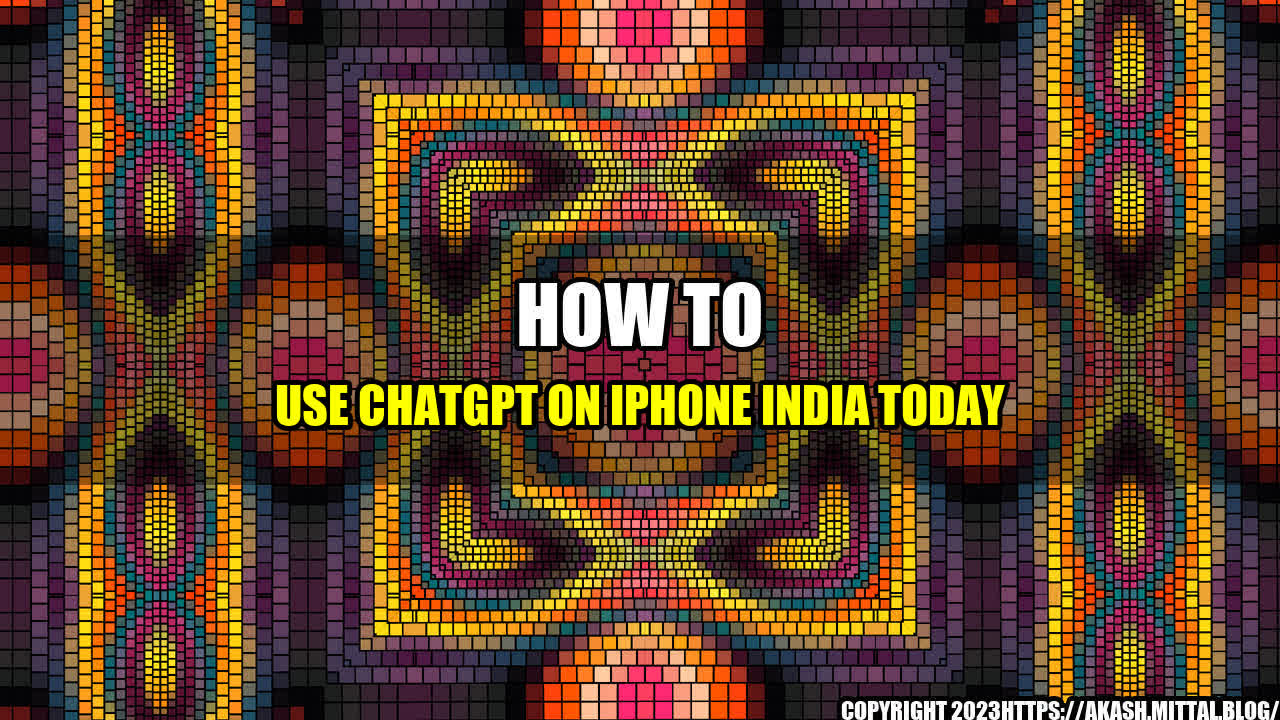 HOW TO
USE CHATGPT ON IPHONE INDIA TODAY
COPYRIGHT 2023HTTPS://AKASH.MITTAL.BLOG/